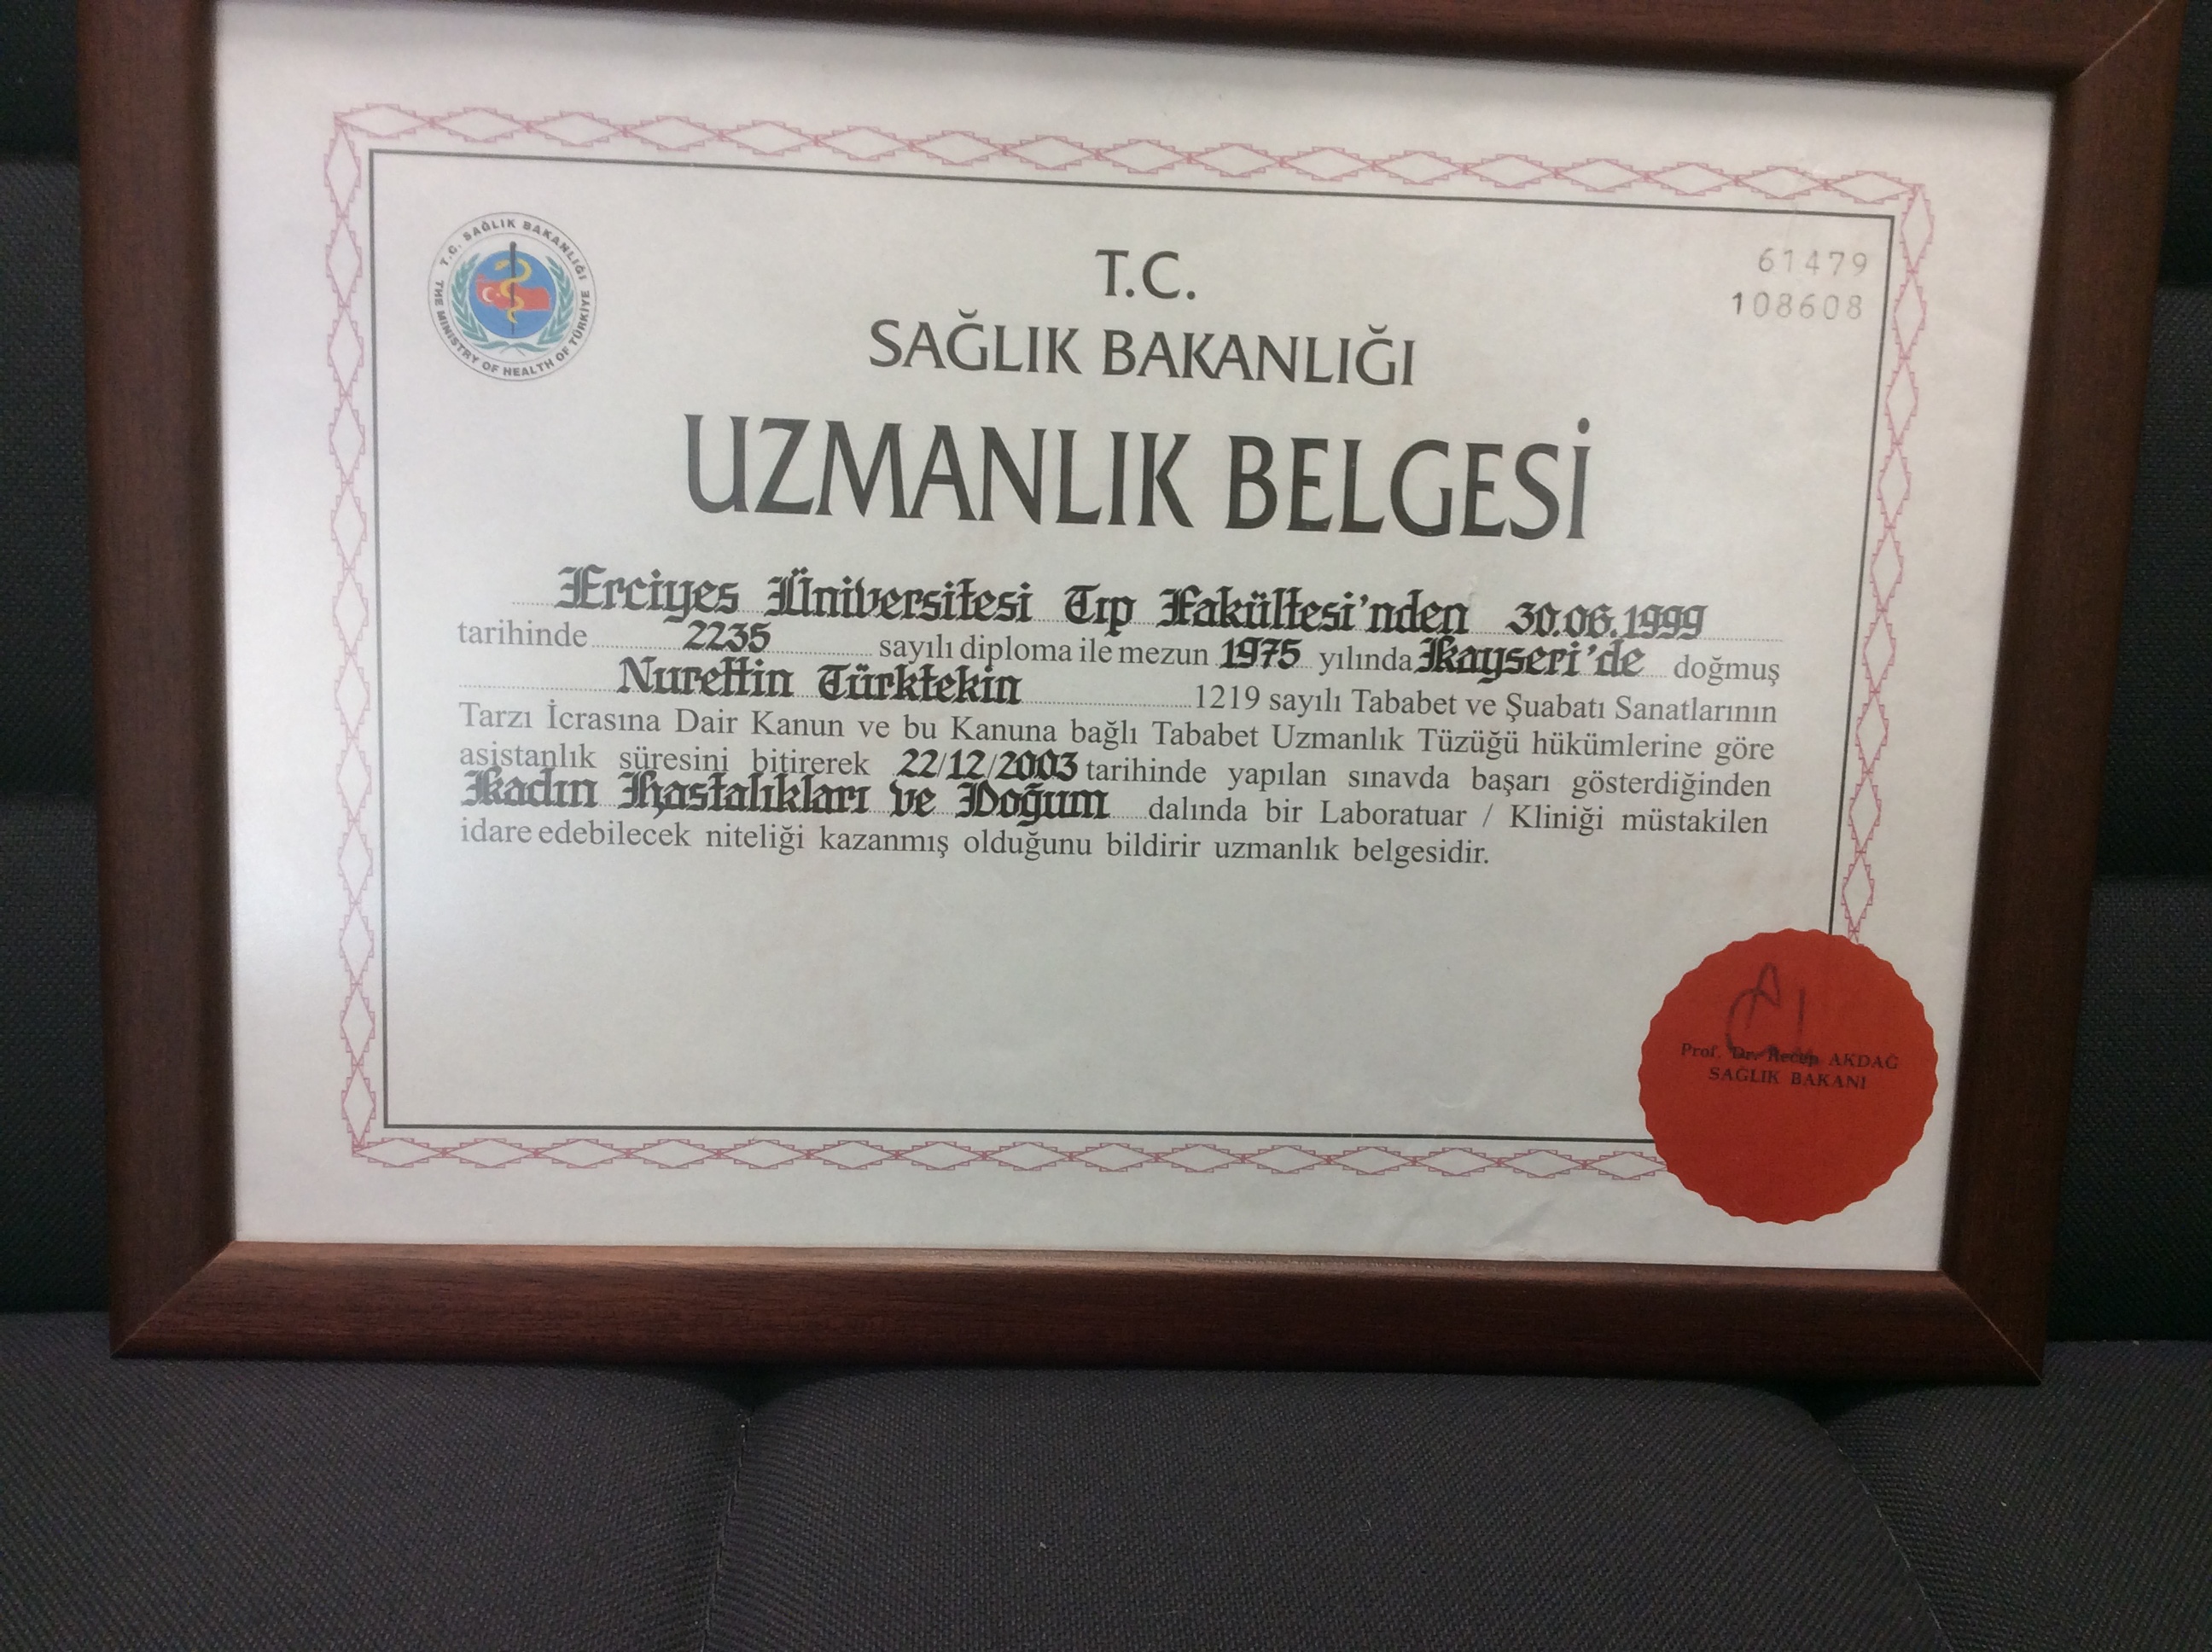 T.C. SAĞLIK BAKANLIĞI
THE MINISTRY OF HEALTH OF TÜRKİYE
61479
108608
T.C.
SAĞLIK BAKANLIĞI
UZMANLIK BELGESİ
Erciyes Üniversitesi Tıp Fakültesi'nden 30.06.1999
tarihinde 2235 sayılı diploma ile mezun 1975 yılında Kayseri'de doğmuş
Nurettin Türktekin 1219 sayılı Tababet ve Şuabatı Sanatlarının
Tarzı İcrasına Dair Kanun ve bu Kanuna bağlı Tababet Uzmanlık Tüzüğü hükümlerine göre
asistanlık süresini bitirerek 22/12/2003 tarihinde yapılan sınavda başarı gösterdiğinden
Kadın Hastalıkları ve Doğum dalında bir Laboratuar / Kliniği müstakilen
idare edebilecek niteliği kazanmış olduğunu bildirir uzmanlık belgesidir.
Prof. Dr. Recep AKDAĞ
SAĞLIK BAKANI